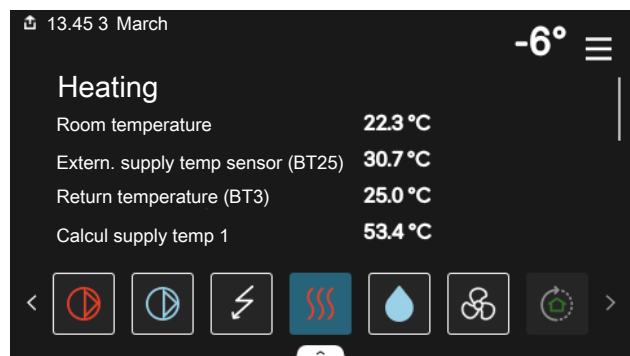 13.45 3 March
-6°
Heating
Room temperature 22.3 °C
Extern. supply temp sensor (BT25) 30.7 °C
Return temperature (BT3) 25.0 °C
Calcul supply temp 1 53.4 °C